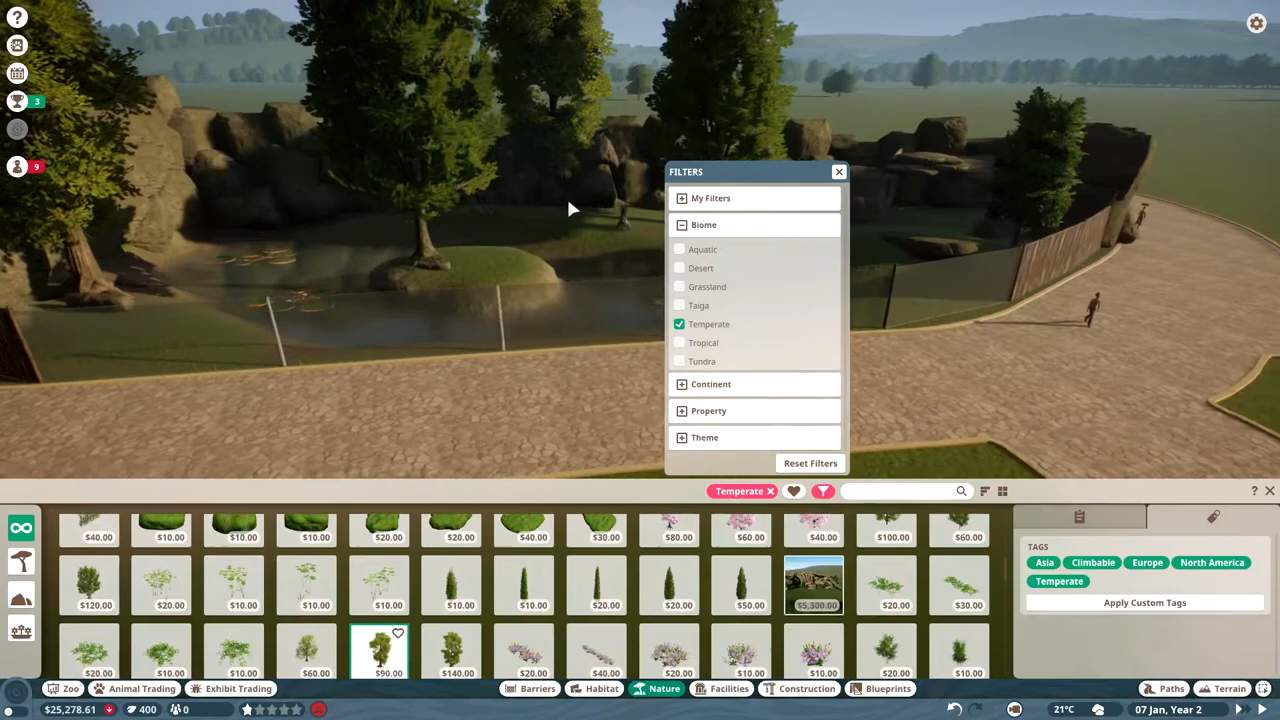 ?
3
9
FILTERS
My Filters
Biome
Aquatic
Desert
Grassland
Taiga
Temperate
Tropical
Tundra
Continent
Property
Theme
Reset Filters
Temperate ×
?
$40.00 $10.00 $10.00 $10.00 $20.00 $20.00 $40.00 $30.00 $80.00 $60.00 $40.00 $100.00 $60.00
$120.00 $20.00 $10.00 $10.00 $10.00 $10.00 $10.00 $20.00 $20.00 $50.00 $5,300.00 $20.00 $30.00
$20.00 $10.00 $10.00 $60.00 $90.00 $140.00 $20.00 $40.00 $20.00 $10.00 $10.00 $20.00 $10.00
TAGS
Asia Climbable Europe North America
Temperate
Apply Custom Tags
Zoo Animal Trading Exhibit Trading Barriers Habitat Nature Facilities Construction Blueprints Paths Terrain
$25,278.61 400 0 21°C 07 Jan, Year 2